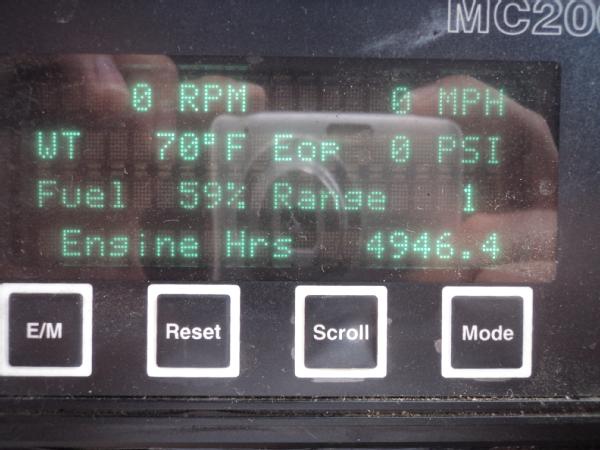 MC200
0 RPM 0 MPH
WT 70°F Eop 0 PSI
Fuel 59% Range 1
Engine Hrs 4946.4
E/M Reset Scroll Mode